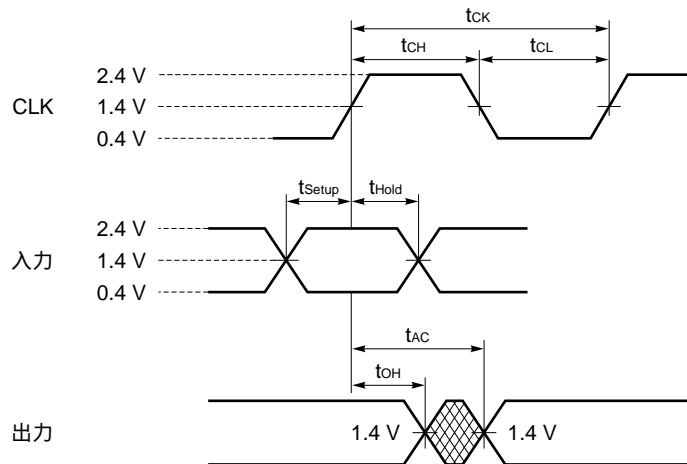 tCK
tCH tCL
2.4 V
CLK 1.4 V
0.4 V
tSetup tHold
2.4 V
入力 1.4 V
0.4 V
tAC
tOH
出力 1.4 V 1.4 V